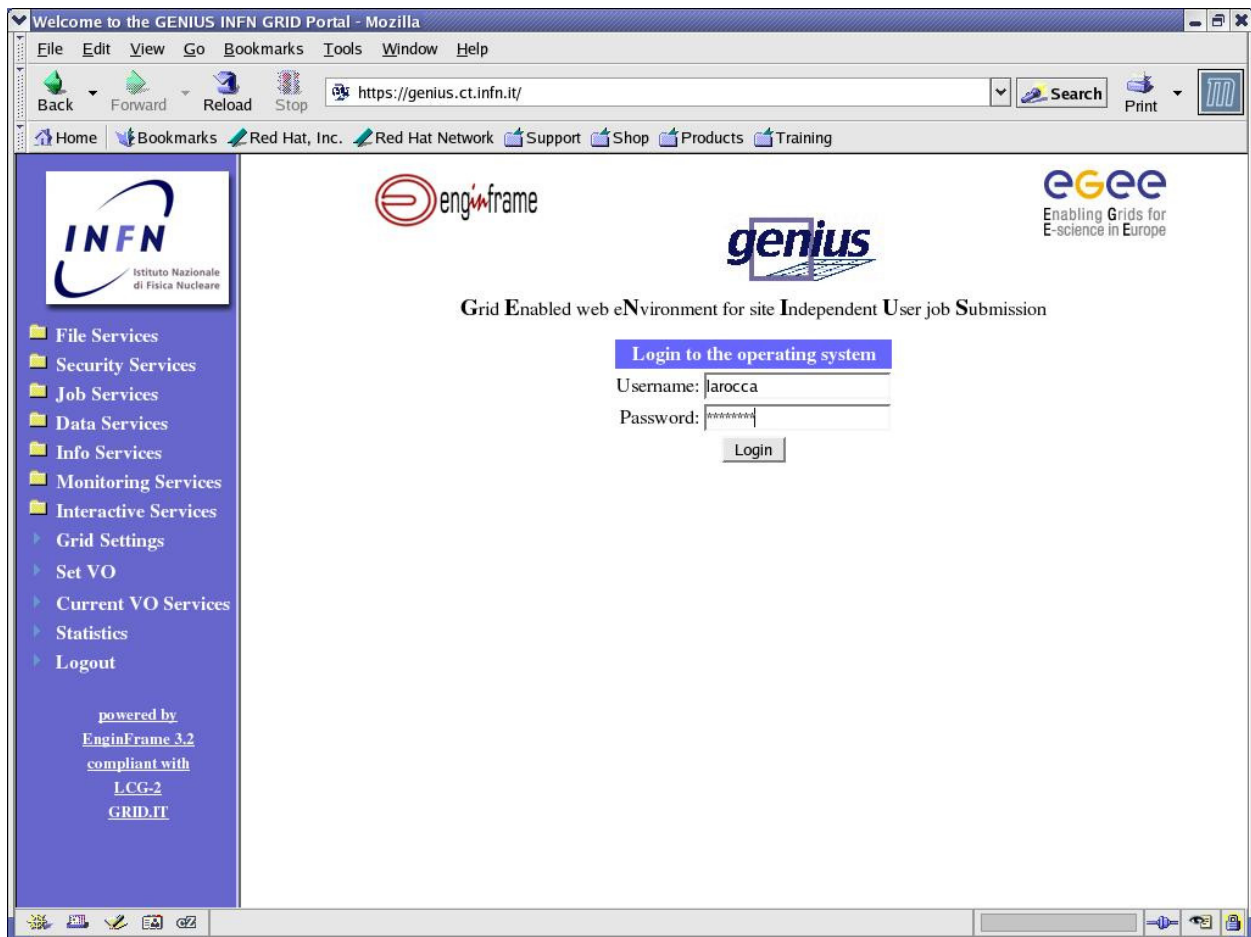 Welcome to the GENIUS INFN GRID Portal - Mozilla
File Edit View Go Bookmarks Tools Window Help
Back Forward Reload Stop https://genius.ct.infn.it/ Search Print
Home Bookmarks Red Hat, Inc. Red Hat Network Support Shop Products Training
INFN
Istituto Nazionale
di Fisica Nucleare
File Services
Security Services
Job Services
Data Services
Info Services
Monitoring Services
Interactive Services
Grid Settings
Set VO
Current VO Services
Statistics
Logout
powered by
EnginFrame 3.2
compliant with
LCG-2
GRID.IT
enginframe
genius
eGee
Enabling Grids for
E-science in Europe
Grid Enabled web eNvironment for site Independent User job Submission
Login to the operating system
Username: larocca
Password: ********
Login